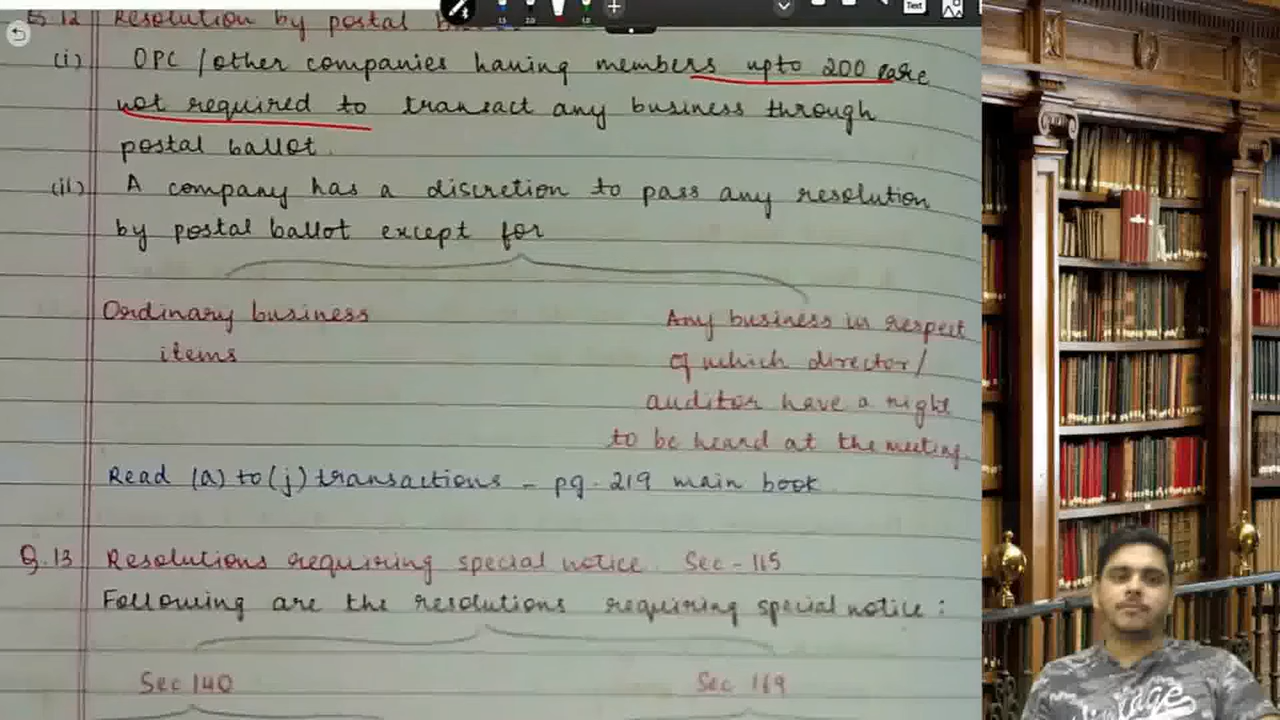 Q.12 Resolution by postal
(i) OPC / other companies having members upto 200 are
not required to transact any business through
postal ballot.
(ii) A company has a discretion to pass any resolution
by postal ballot except for
Ordinary business
items
Any business in respect
of which director/
auditor have a right
to be heard at the meeting.
Read (a) to (j) transactions - pg. 219 main book
Q.13 Resolutions requiring special notice. Sec - 115
Following are the resolutions requiring special notice :
Sec 140
Sec 169
Text